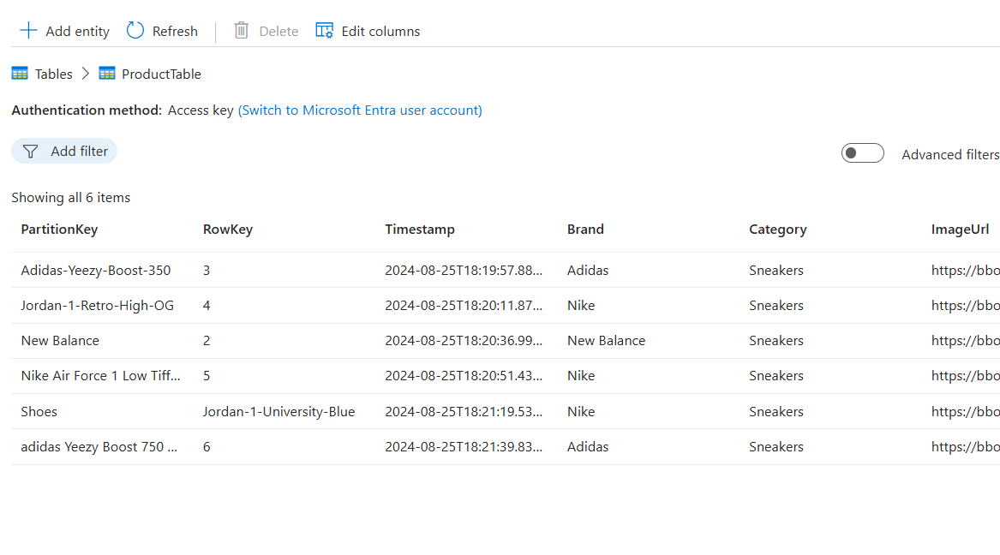 Add entity Refresh Delete Edit columns
Tables > ProductTable
Authentication method: Access key (Switch to Microsoft Entra user account)
Add filter Advanced filters
Showing all 6 items
PartitionKey RowKey Timestamp Brand Category ImageUrl
Adidas-Yeezy-Boost-350 3 2024-08-25T18:19:57.88... Adidas Sneakers https://bbo
Jordan-1-Retro-High-OG 4 2024-08-25T18:20:11.87... Nike Sneakers https://bbo
New Balance 2 2024-08-25T18:20:36.99... New Balance Sneakers https://bbo
Nike Air Force 1 Low Tiff... 5 2024-08-25T18:20:51.43... Nike Sneakers https://bbo
Shoes Jordan-1-University-Blue 2024-08-25T18:21:19.53... Nike Sneakers https://bbo
adidas Yeezy Boost 750 ... 6 2024-08-25T18:21:39.83... Adidas Sneakers https://bbo